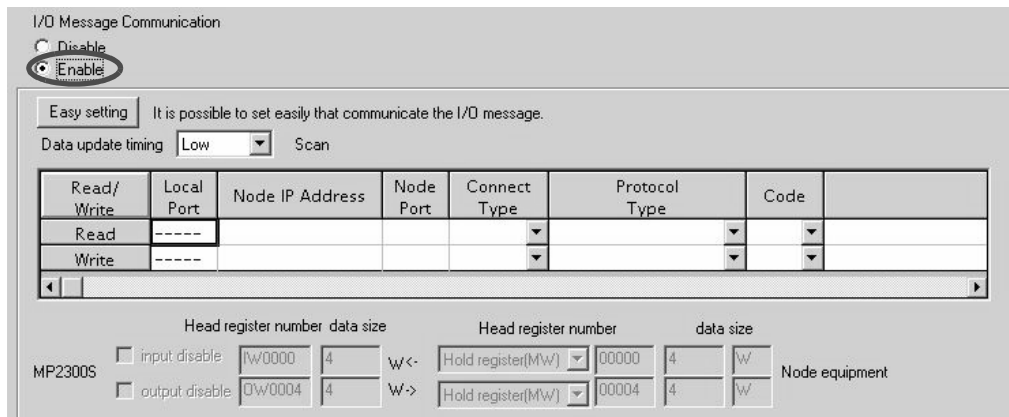 I/O Message Communication
Disable
Enable
Easy setting It is possible to set easily that communicate the I/O message.
Data update timing Low Scan
Read/ Write Local Port Node IP Address Node Port Connect Type Protocol Type Code
Read -----
Write -----
Head register number data size Head register number data size
MP2300S
input disable IW0000 4 W<- Hold register(MW) 00000 4 W
Node equipment
output disable OW0004 4 W-> Hold register(MW) 00004 4 W